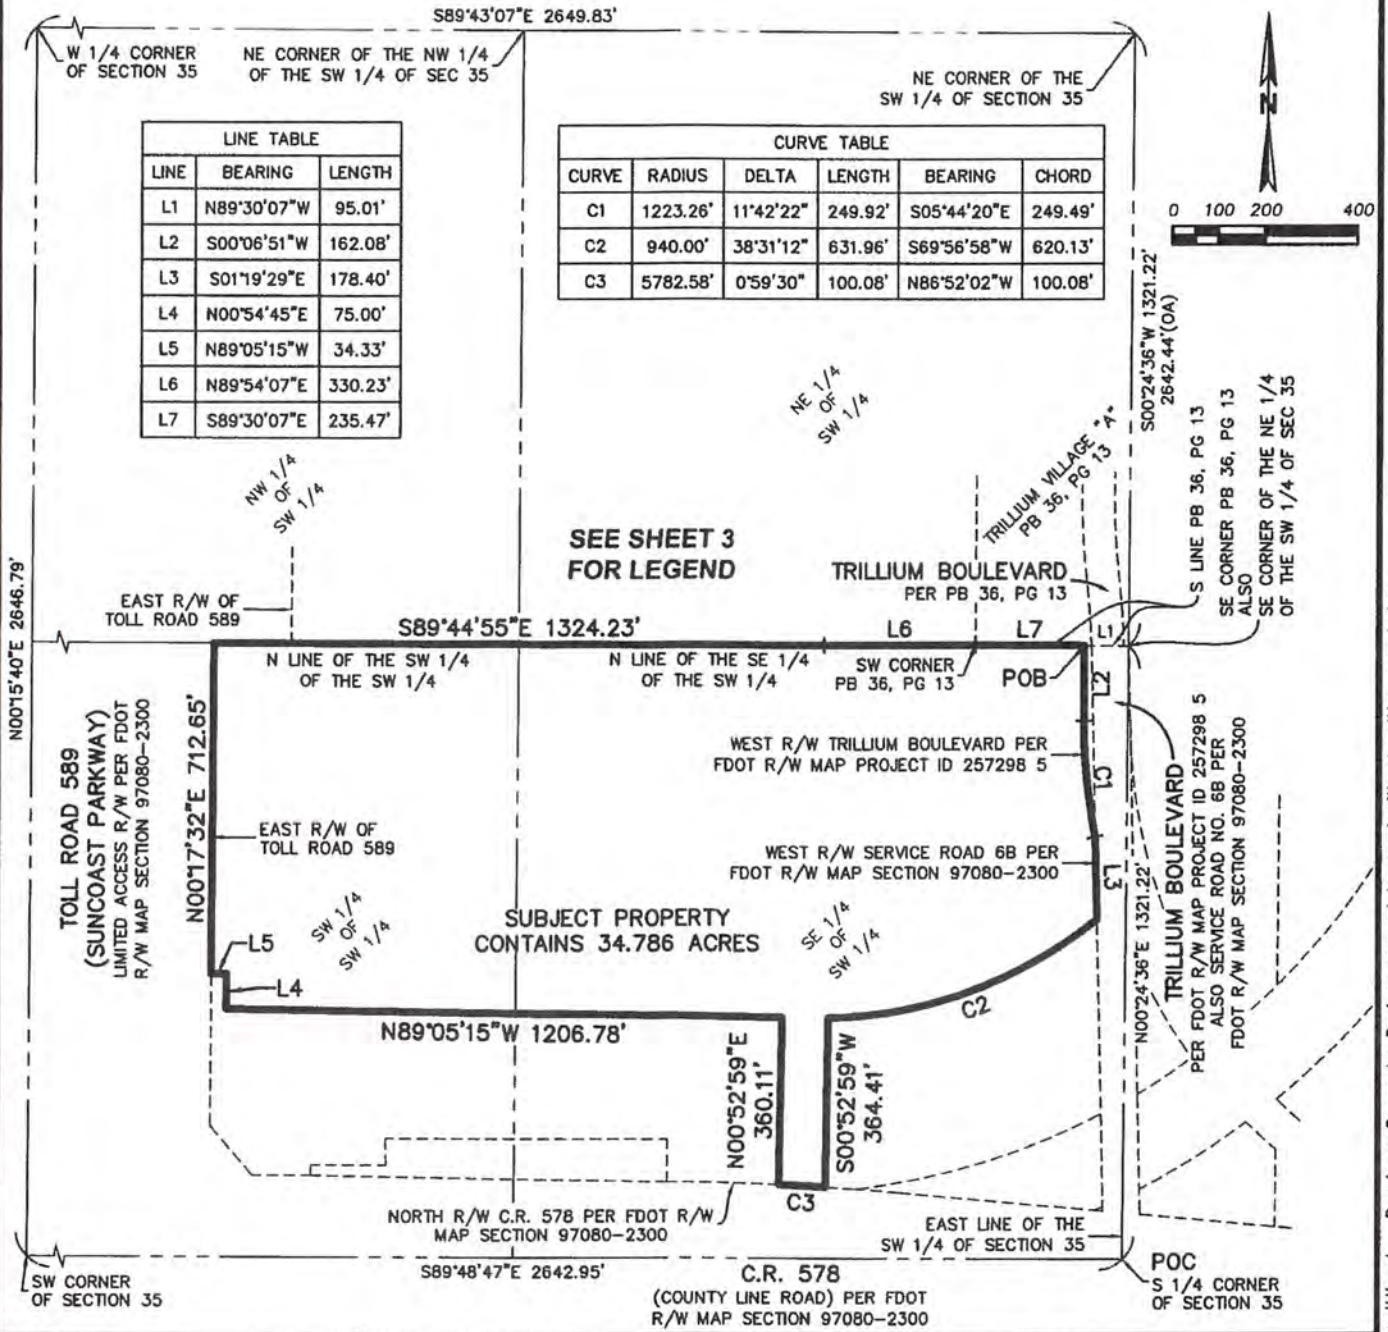 S89°43'07"E 2649.83'
W 1/4 CORNER
OF SECTION 35
NE CORNER OF THE NW 1/4
OF THE SW 1/4 OF SEC 35
NE CORNER OF THE
SW 1/4 OF SECTION 35
N
0 100 200 400
LINE TABLE
LINE BEARING LENGTH
L1 N89°30'07"W 95.01'
L2 S00°06'51"W 162.08'
L3 S01°19'29"E 178.40'
L4 N00°54'45"E 75.00'
L5 N89°05'15"W 34.33'
L6 N89°54'07"E 330.23'
L7 S89°30'07"E 235.47'
CURVE TABLE
CURVE RADIUS DELTA LENGTH BEARING CHORD
C1 1223.26' 11°42'22" 249.92' S05°44'20"E 249.49'
C2 940.00' 38°31'12" 631.96' S69°56'58"W 620.13'
C3 5782.58' 0°59'30" 100.08' N86°52'02"W 100.08'
S00°24'36"W 1321.22'
2642.44'(OA)
NE 1/4
OF
SW 1/4
NW 1/4
OF
SW 1/4
TRILLIUM VILLAGE "A"
PB 36, PG 13
S LINE PB 36, PG 13
SE CORNER PB 36, PG 13
ALSO
SE CORNER OF THE NE 1/4
OF THE SW 1/4 OF SEC 35
SEE SHEET 3
FOR LEGEND
TRILLIUM BOULEVARD
PER PB 36, PG 13
N00°15'40"E 2646.79'
EAST R/W OF
TOLL ROAD 589
S89°44'55"E 1324.23'
L6
L7
L1
N LINE OF THE SW 1/4
OF THE SW 1/4
N LINE OF THE SE 1/4
OF THE SW 1/4
SW CORNER
PB 36, PG 13
POB
L2
TOLL ROAD 589
(SUNCOAST PARKWAY)
LIMITED ACCESS R/W PER FDOT
R/W MAP SECTION 97080-2300
N00°17'32"E 712.65'
WEST R/W TRILLIUM BOULEVARD PER
FDOT R/W MAP PROJECT ID 257298 5
C1
EAST R/W OF
TOLL ROAD 589
WEST R/W SERVICE ROAD 6B PER
FDOT R/W MAP SECTION 97080-2300
L3
N00°24'36"E 1321.22'
TRILLIUM BOULEVARD
PER FDOT R/W MAP PROJECT ID 257298 5
ALSO SERVICE ROAD NO. 6B PER
FDOT R/W MAP SECTION 97080-2300
SW 1/4
OF
SW 1/4
SUBJECT PROPERTY
CONTAINS 34.786 ACRES
SE 1/4
OF
SW 1/4
L5
L4
C2
N89°05'15"W 1206.78'
N00°52'59"E
360.11'
S00°52'59"W
364.41'
C3
NORTH R/W C.R. 578 PER FDOT R/W
MAP SECTION 97080-2300
EAST LINE OF THE
SW 1/4 OF SECTION 35
SW CORNER
OF SECTION 35
S89°48'47"E 2642.95'
C.R. 578
(COUNTY LINE ROAD) PER FDOT
R/W MAP SECTION 97080-2300
POC
S 1/4 CORNER
OF SECTION 35